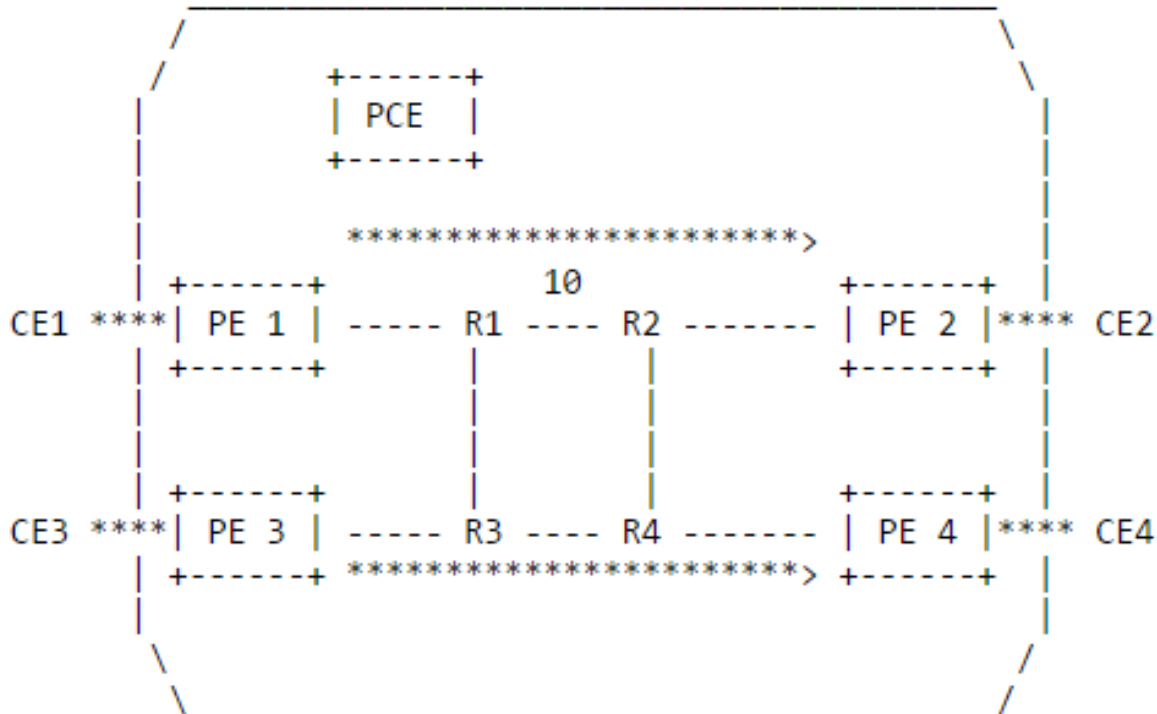 PCE
***********************>
10
CE1 ****| PE 1 | ----- R1 ---- R2 ------- | PE 2 |**** CE2
CE3 ****| PE 3 | ----- R3 ---- R4 ------- | PE 4 |**** CE4
***********************>